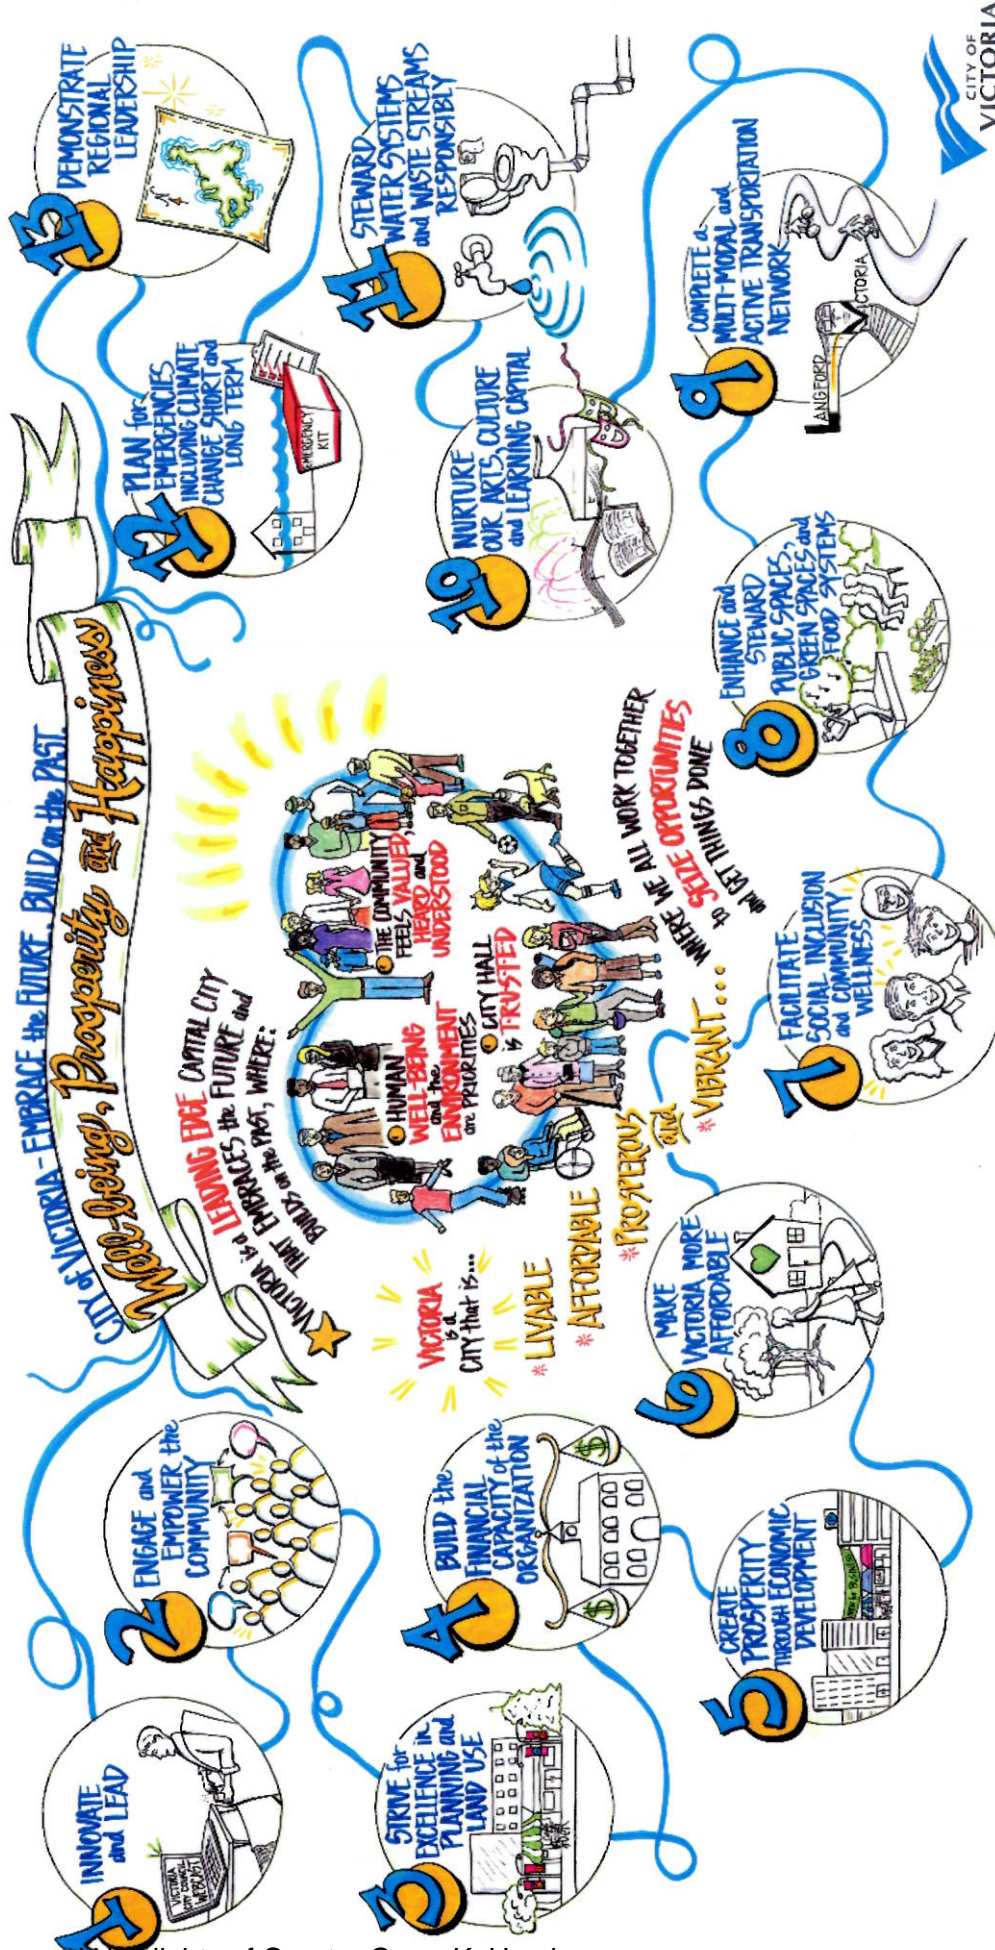 CITY of VICTORIA - EMBRACE the FUTURE, BUILD on the PAST.
Well-being, Prosperity and Happiness
VICTORIA is a LEADING EDGE CAPITAL CITY
THAT EMBRACES the FUTURE and
BUILDS on the PAST, WHERE:
HUMAN
WELL-BEING
and the
ENVIRONMENT
are PRIORITIES
THE COMMUNITY
FEELS VALUED,
HEARD and
UNDERSTOOD
CITY HALL
is TRUSTED
WHERE WE ALL WORK TOGETHER
to SEIZE OPPORTUNITIES
and GET THINGS DONE
VICTORIA
is a
CITY that is...
* LIVABLE
* AFFORDABLE
* PROSPEROUS
and
* VIBRANT...
1
INNOVATE
and LEAD
VICTORIA
CITY COUNCIL
WEBCAST
2
ENGAGE and
EMPOWER the
COMMUNITY
3
STRIVE for
EXCELLENCE in
PLANNING and
LAND USE
4
BUILD the
FINANCIAL
CAPACITY of the
ORGANIZATION
$
$
5
CREATE
PROSPERITY
THROUGH ECONOMIC
DEVELOPMENT
OPEN for BUSINESS
6
MAKE
VICTORIA MORE
AFFORDABLE
7
FACILITATE
SOCIAL INCLUSION
and COMMUNITY
WELLNESS
8
ENHANCE and
STEWARD
PUBLIC SPACES,
GREEN SPACES and
FOOD SYSTEMS
9
COMPLETE a
MULTI-MODAL and
ACTIVE TRANSPORTATION
NETWORK
LANGFORD
VICTORIA
10
NURTURE
OUR ARTS, CULTURE
and LEARNING CAPITAL
11
STEWARD
WATER SYSTEMS
and WASTE STREAMS
RESPONSIBLY
12
PLAN for
EMERGENCIES
INCLUDING CLIMATE
CHANGE SHORT and
LONG TERM
EMERGENCY
KIT
13
DEMONSTRATE
REGIONAL
LEADERSHIP
CITY OF
VICTORIA